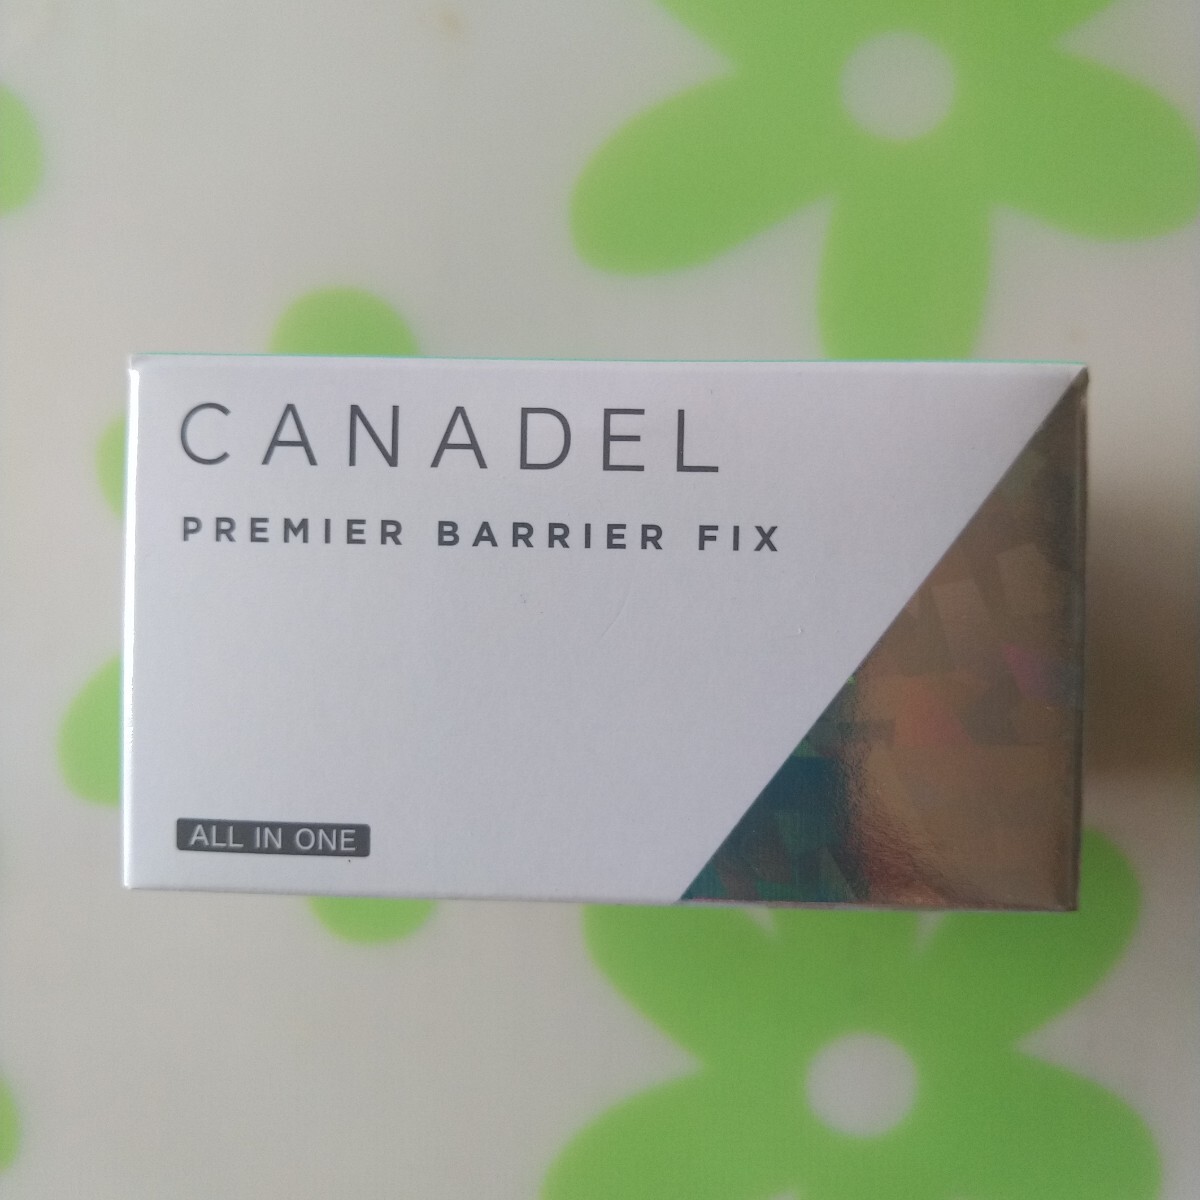 CANADEL
PREMIER BARRIER FIX
ALL IN ONE